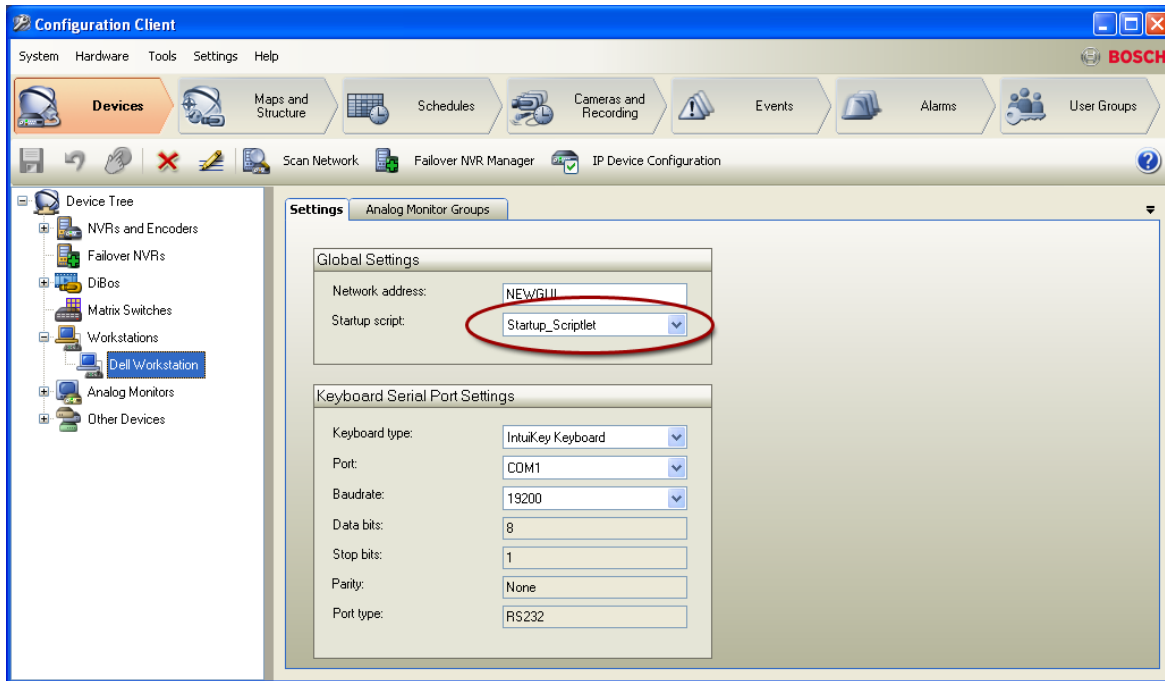 Configuration Client
System Hardware Tools Settings Help
BOSCH
Devices Maps and Structure Schedules Cameras and Recording Events Alarms User Groups
Scan Network Failover NVR Manager IP Device Configuration
Device Tree
NVRs and Encoders
Failover NVRs
DiBos
Matrix Switches
Workstations
Dell Workstation
Analog Monitors
Other Devices
Settings Analog Monitor Groups
Global Settings
Network address: NEWGUI
Startup script: Startup_Scriptlet
Keyboard Serial Port Settings
Keyboard type: IntuiKey Keyboard
Port: COM1
Baudrate: 19200
Data bits: 8
Stop bits: 1
Parity: None
Port type: RS232